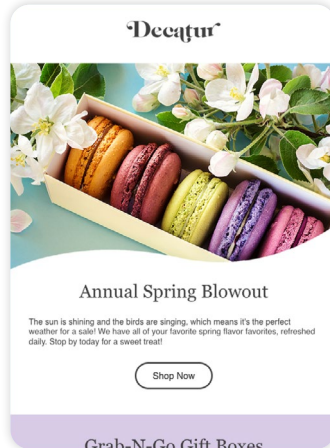 Decatur
Annual Spring Blowout
The sun is shining and the birds are singing, which means it's the perfect
weather for a sale! We have all of your favorite spring flavor favorites, refreshed
daily. Stop by today for a sweet treat!
Shop Now
Grab-N-Go Gift Boxes